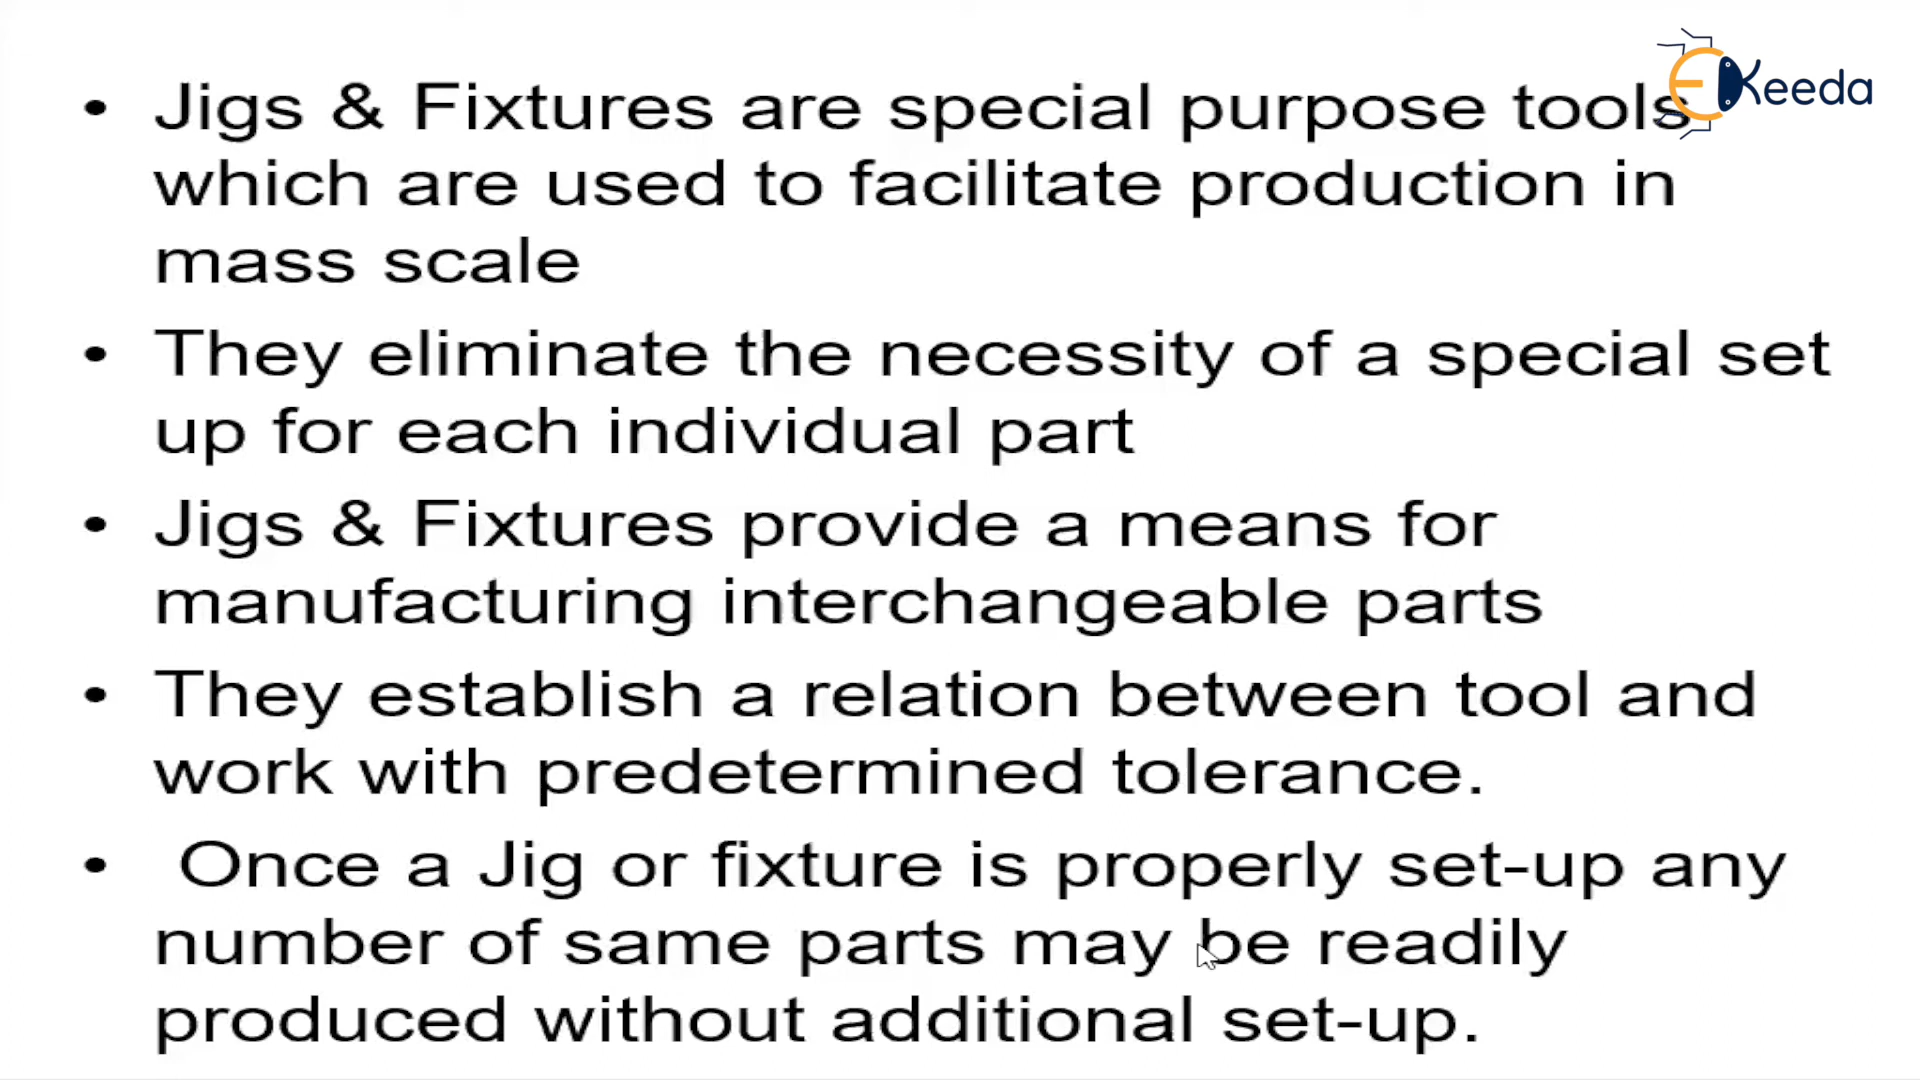 • Jigs & Fixtures are special purpose tools
which are used to facilitate production in
mass scale
• They eliminate the necessity of a special set
up for each individual part
• Jigs & Fixtures provide a means for
manufacturing interchangeable parts
• They establish a relation between tool and
work with predetermined tolerance.
• Once a Jig or fixture is properly set-up any
number of same parts may be readily
produced without additional set-up.
EKeeda